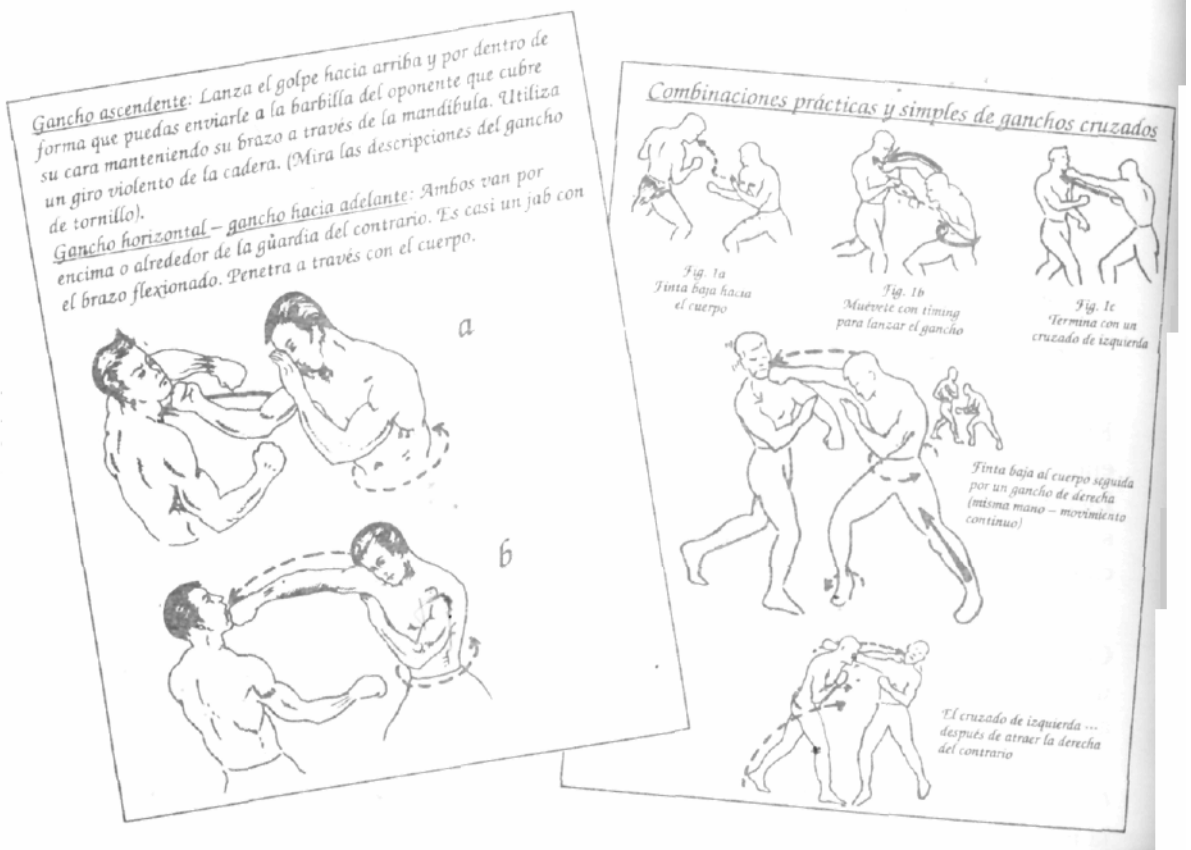 Gancho ascendente: Lanza el golpe hacia arriba y por dentro de
forma que puedas enviarle a la barbilla del oponente que cubre
su cara manteniendo su brazo a través de la mandíbula. Utiliza
un giro violento de la cadera. (Mira las descripciones del gancho
de tornillo).
Gancho horizontal – gancho hacia adelante: Ambos van por
encima o alrededor de la guardia del contrario. Es casi un jab con
el brazo flexionado. Penetra a través con el cuerpo.
a
b
Combinaciones prácticas y simples de ganchos cruzados
Fig. 1a
Finta baja hacia
el cuerpo
Fig. 1b
Muévete con timing
para lanzar el gancho
Fig. 1c
Termina con un
cruzado de izquierda
Finta baja al cuerpo seguida
por un gancho de derecha
(misma mano – movimiento
continuo)
El cruzado de izquierda ...
después de atraer la derecha
del contrario